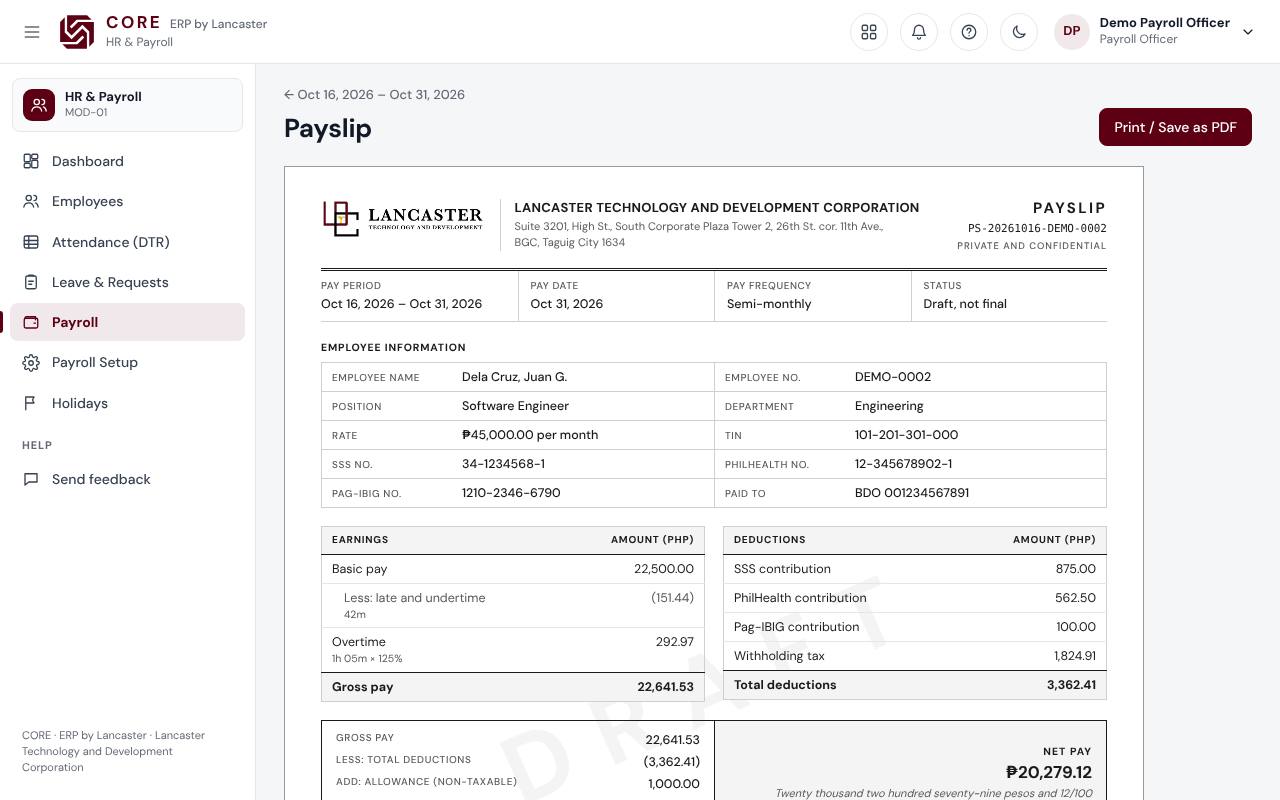 CORE ERP by Lancaster
HR & Payroll
DP
Demo Payroll Officer
Payroll Officer
HR & Payroll
MOD-01
Dashboard
Employees
Attendance (DTR)
Leave & Requests
Payroll
Payroll Setup
Holidays
HELP
Send feedback
CORE · ERP by Lancaster · Lancaster
Technology and Development
Corporation
← Oct 16, 2026 – Oct 31, 2026
Payslip
Print / Save as PDF
LANCASTER
TECHNOLOGY AND DEVELOPMENT
LANCASTER TECHNOLOGY AND DEVELOPMENT CORPORATION
Suite 3201, High St., South Corporate Plaza Tower 2, 26th St. cor. 11th Ave.,
BGC, Taguig City 1634
PAYSLIP
PS-20261016-DEMO-0002
PRIVATE AND CONFIDENTIAL
PAY PERIOD
Oct 16, 2026 – Oct 31, 2026
PAY DATE
Oct 31, 2026
PAY FREQUENCY
Semi-monthly
STATUS
Draft, not final
EMPLOYEE INFORMATION
EMPLOYEE NAME Dela Cruz, Juan G. EMPLOYEE NO. DEMO-0002
POSITION Software Engineer DEPARTMENT Engineering
RATE ₱45,000.00 per month TIN 101-201-301-000
SSS NO. 34-1234568-1 PHILHEALTH NO. 12-345678902-1
PAG-IBIG NO. 1210-2346-6790 PAID TO BDO 001234567891
EARNINGS AMOUNT (PHP)
Basic pay 22,500.00
Less: late and undertime (151.44)
42m
Overtime 292.97
1h 05m × 125%
Gross pay 22,641.53
DEDUCTIONS AMOUNT (PHP)
SSS contribution 875.00
PhilHealth contribution 562.50
Pag-IBIG contribution 100.00
Withholding tax 1,824.91
Total deductions 3,362.41
DRAFT
GROSS PAY 22,641.53
LESS: TOTAL DEDUCTIONS (3,362.41)
ADD: ALLOWANCE (NON-TAXABLE) 1,000.00
NET PAY
₱20,279.12
Twenty thousand two hundred seventy-nine pesos and 12/100